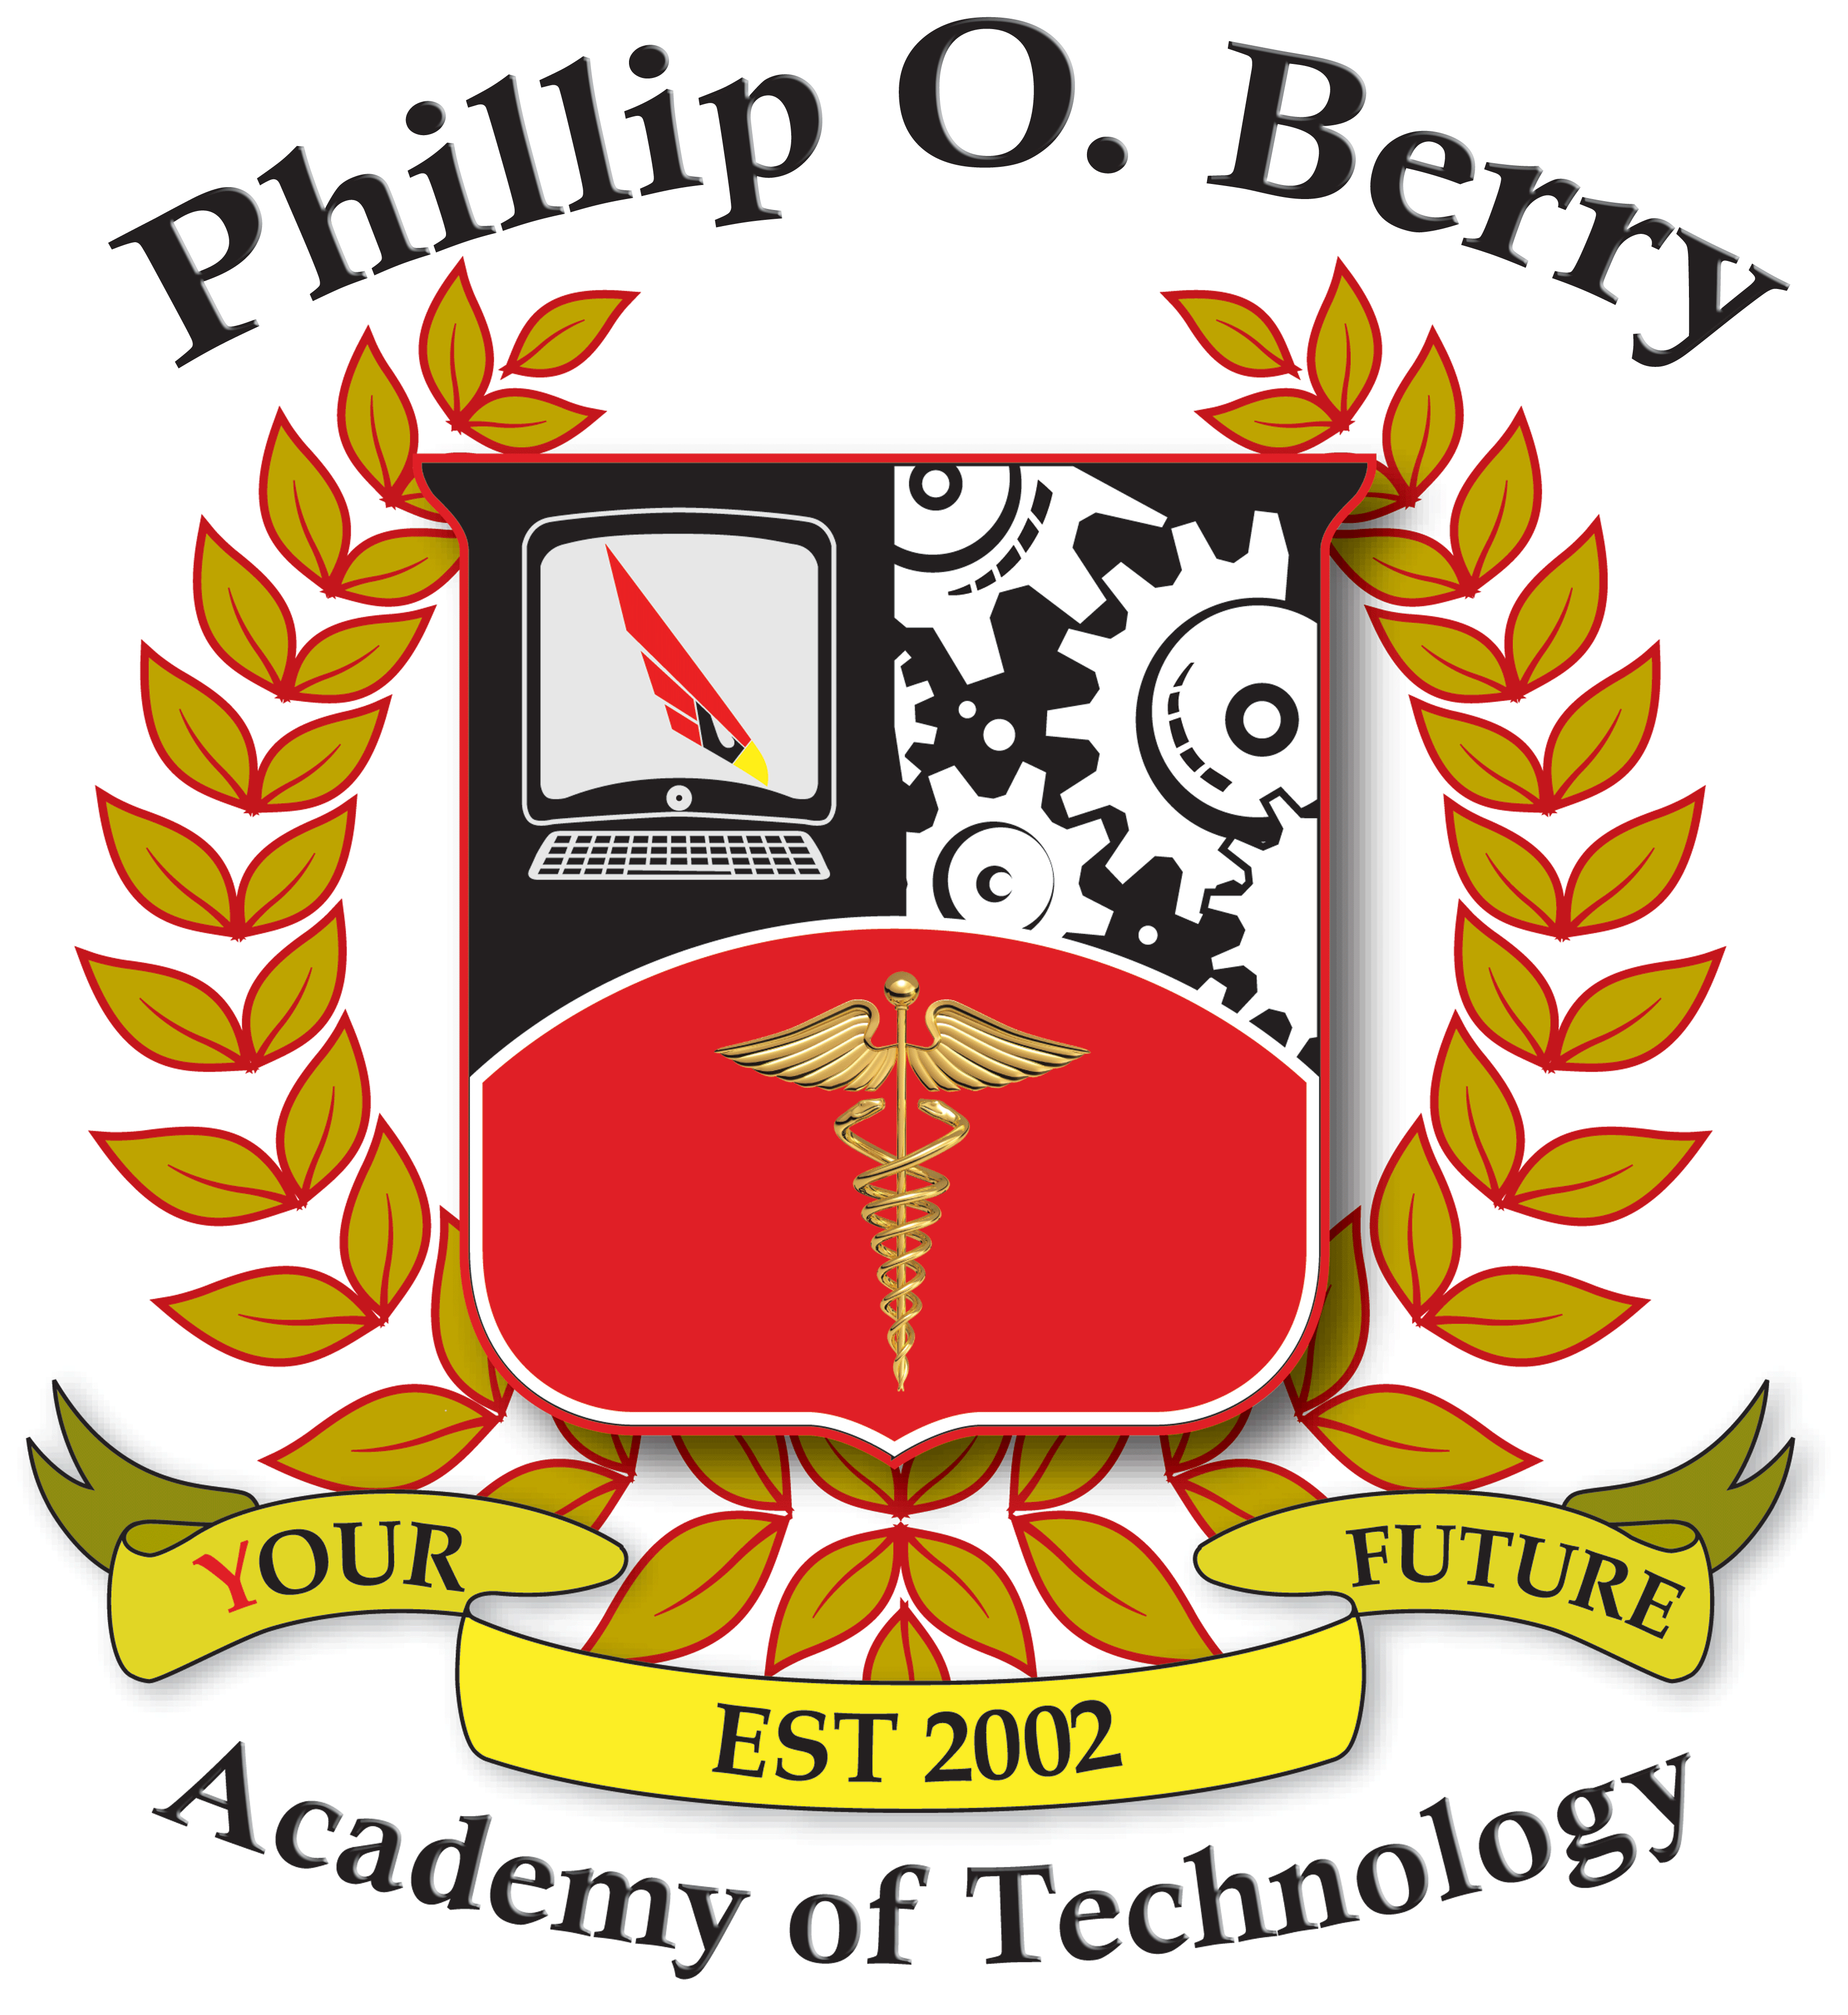 Phillip O. Berry
YOUR
FUTURE
EST 2002
Academy of Technology